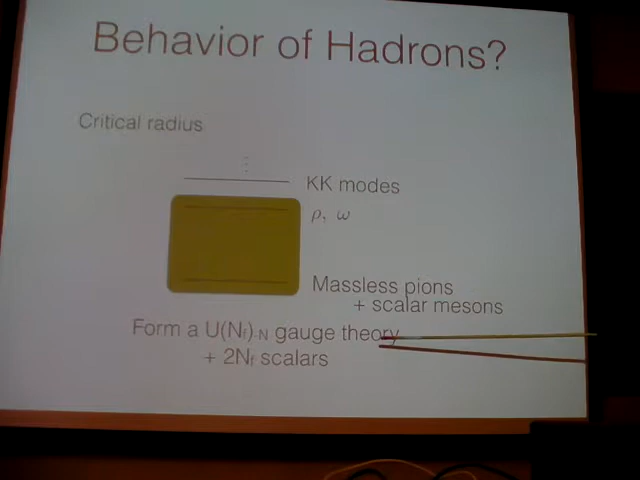 Behavior of Hadrons?
Critical radius
⋮
KK modes
ρ, ω
Massless pions
+ scalar mesons
Form a U(Nf)-N gauge theory
+ 2Nf scalars